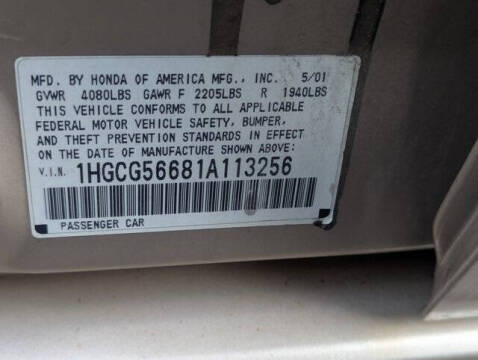 MFD. BY HONDA OF AMERICA MFG., INC. 5/01
GVWR 4080LBS GAWR F 2205LBS R 1940LBS
THIS VEHICLE CONFORMS TO ALL APPLICABLE
FEDERAL MOTOR VEHICLE SAFETY, BUMPER,
AND THEFT PREVENTION STANDARDS IN EFFECT
ON THE DATE OF MANUFACTURE SHOWN ABOVE:
V.I.N. 1HGCG56681A113256
PASSENGER CAR